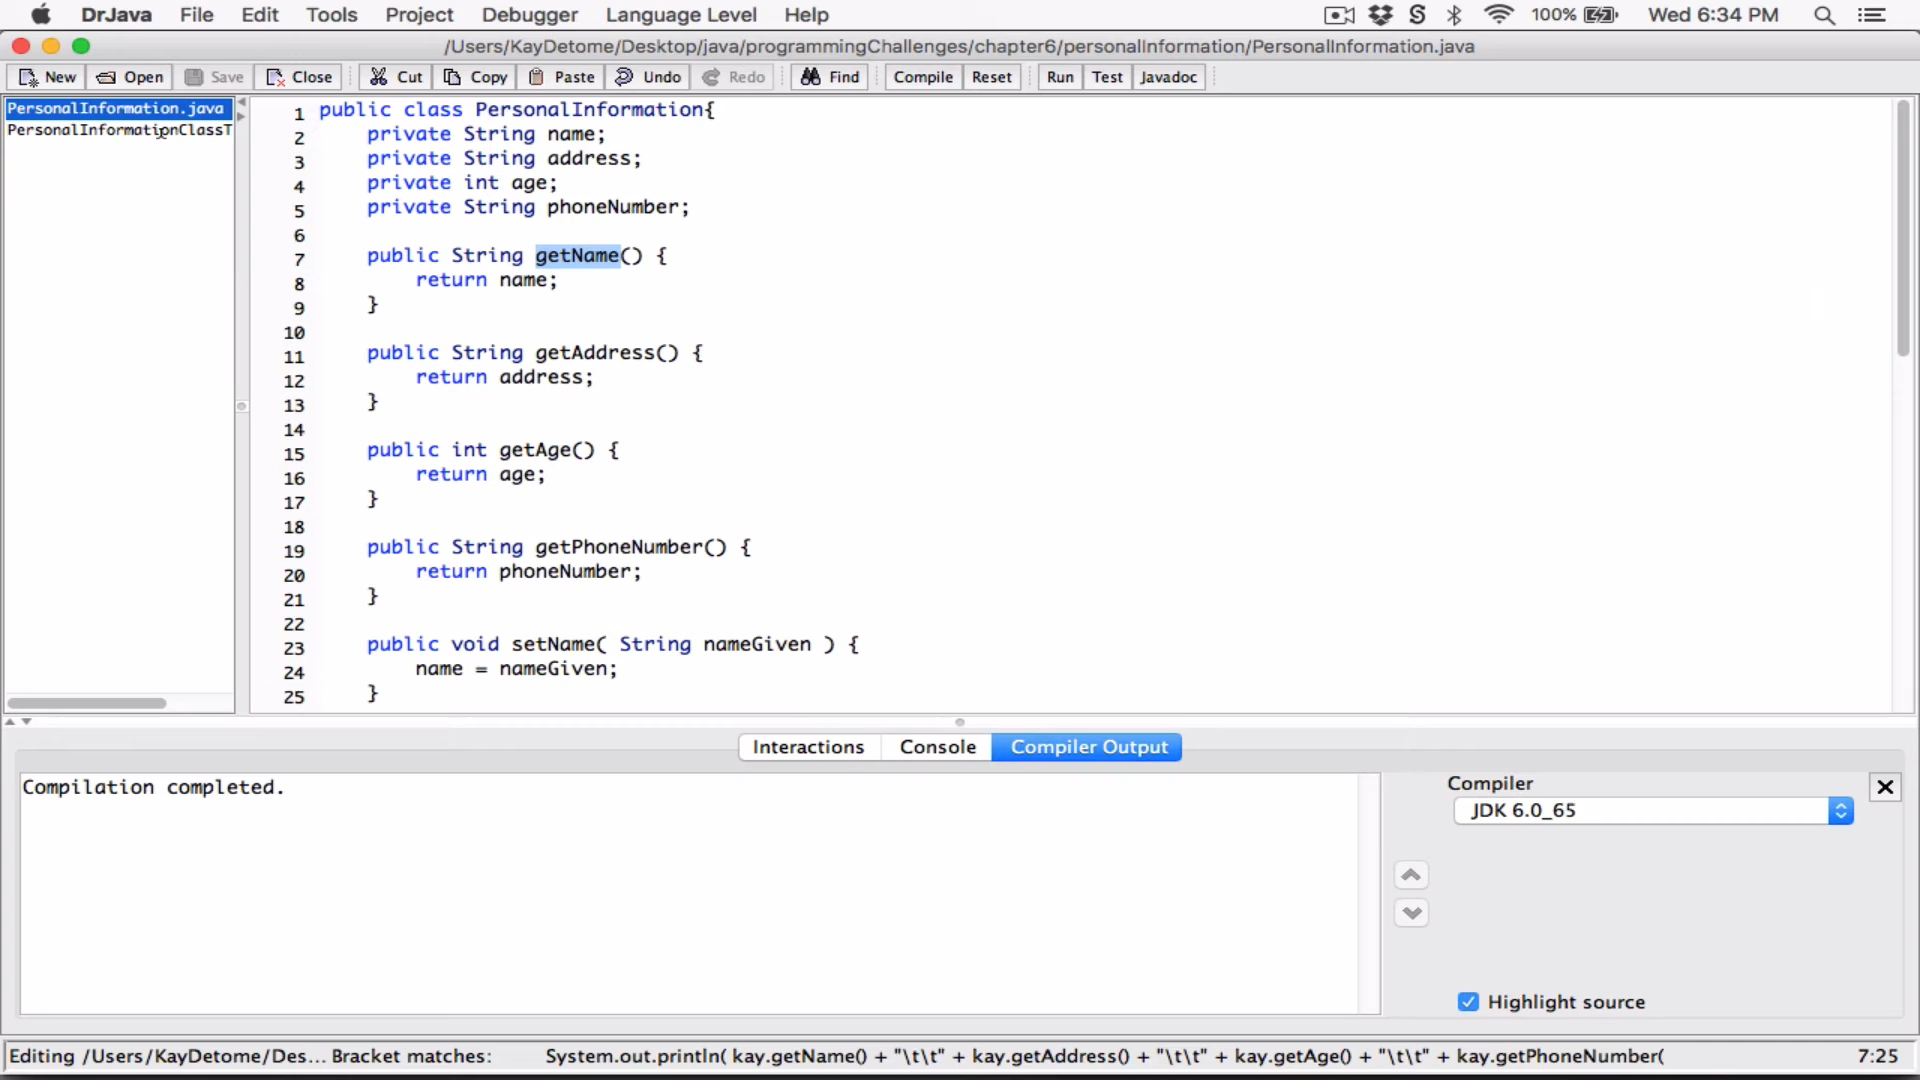 DrJava File Edit Tools Project Debugger Language Level Help 100% Wed 6:34 PM
/Users/KayDetome/Desktop/java/programmingChallenges/chapter6/personalInformation/PersonalInformation.java
New Open Save Close Cut Copy Paste Undo Redo Find Compile Reset Run Test Javadoc
PersonalInformation.java
PersonalInformationClassT
1 public class PersonalInformation{
2 private String name;
3 private String address;
4 private int age;
5 private String phoneNumber;
6
7 public String getName() {
8 return name;
9 }
10
11 public String getAddress() {
12 return address;
13 }
14
15 public int getAge() {
16 return age;
17 }
18
19 public String getPhoneNumber() {
20 return phoneNumber;
21 }
22
23 public void setName( String nameGiven ) {
24 name = nameGiven;
25 }
Interactions Console Compiler Output
Compilation completed.
Compiler
JDK 6.0_65
Highlight source
Editing /Users/KayDetome/Des... Bracket matches: System.out.println( kay.getName() + "\t\t" + kay.getAddress() + "\t\t" + kay.getAge() + "\t\t" + kay.getPhoneNumber( 7:25